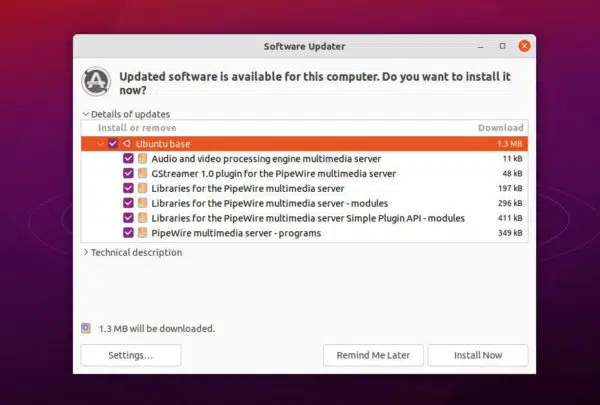 Software Updater
Updated software is available for this computer. Do you want to install it
now?
Details of updates
Install or remove Download
Ubuntu base 1.3 MB
Audio and video processing engine multimedia server 11 kB
GStreamer 1.0 plugin for the PipeWire multimedia server 48 kB
Libraries for the PipeWire multimedia server 197 kB
Libraries for the PipeWire multimedia server - modules 296 kB
Libraries for the PipeWire multimedia server Simple Plugin API - modules 411 kB
PipeWire multimedia server - programs 349 kB
Technical description
1.3 MB will be downloaded.
Settings... Remind Me Later Install Now